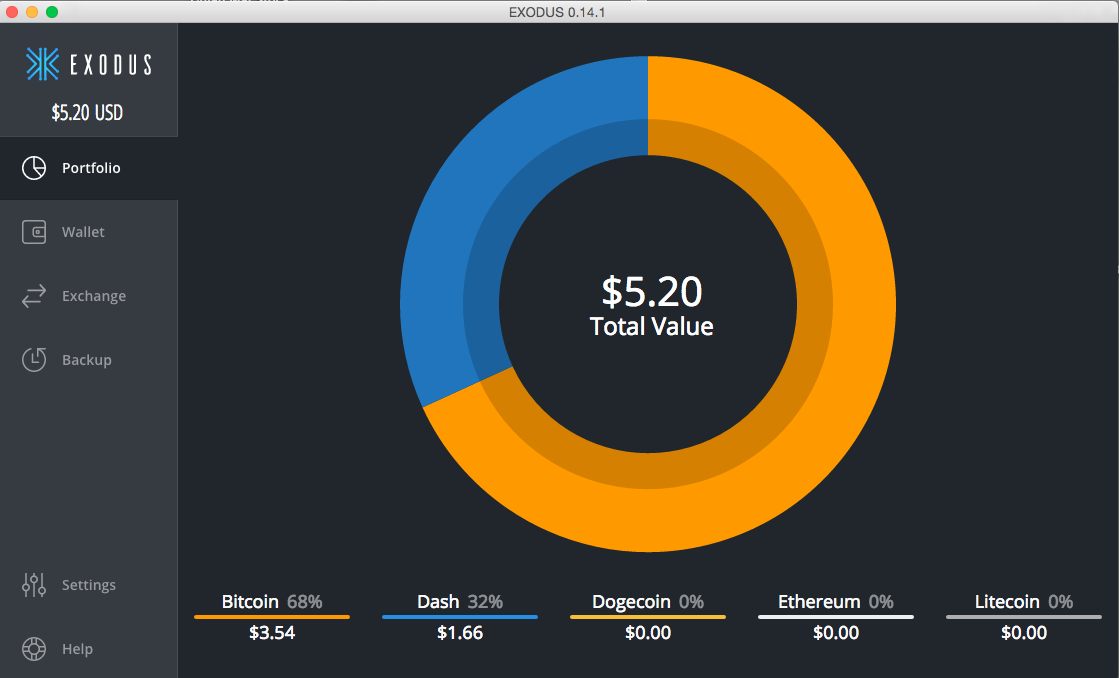 EXODUS 0.14.1
EXODUS
$5.20 USD
Portfolio
Wallet
Exchange
Backup
Settings
Help
$5.20
Total Value
Bitcoin 68%
$3.54
Dash 32%
$1.66
Dogecoin 0%
$0.00
Ethereum 0%
$0.00
Litecoin 0%
$0.00